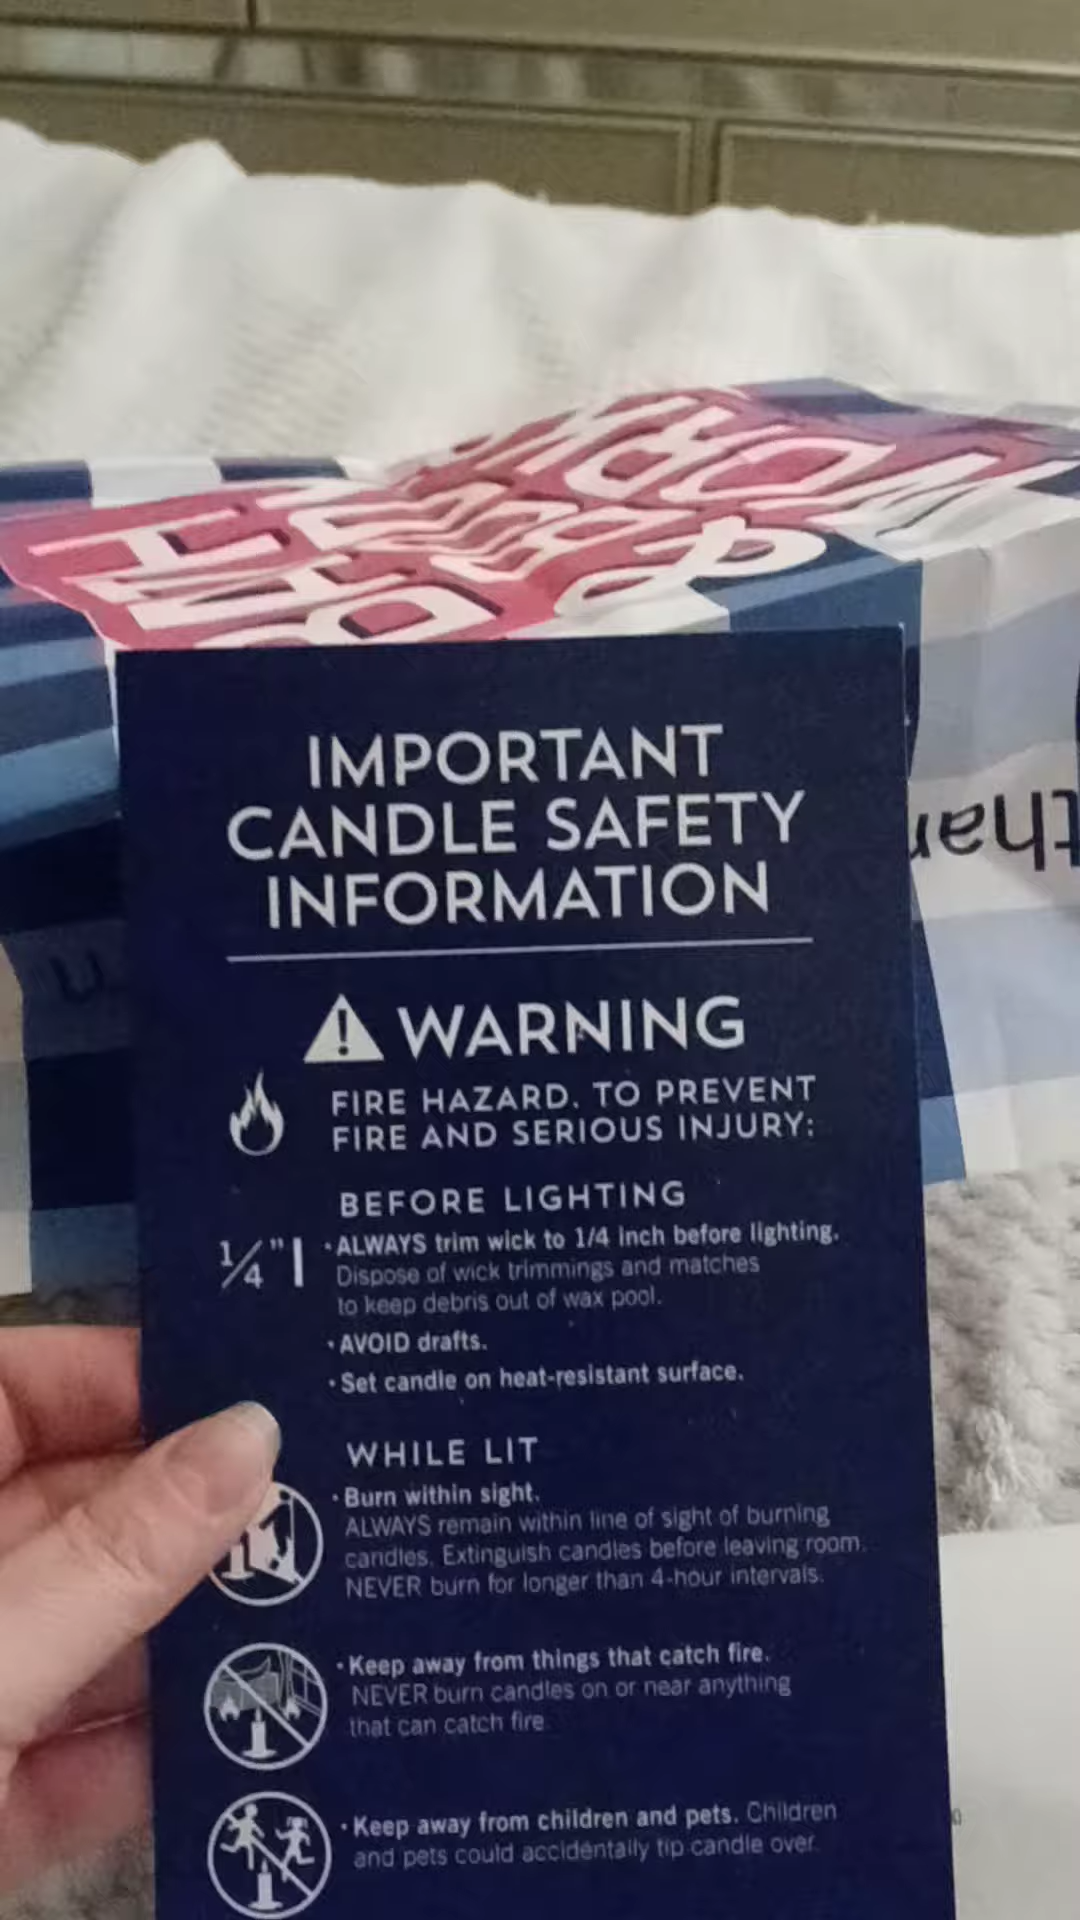 BATH
& BODY
WORKS
than
IMPORTANT
CANDLE SAFETY
INFORMATION
WARNING
FIRE HAZARD. TO PREVENT
FIRE AND SERIOUS INJURY:
BEFORE LIGHTING
1/4"
• ALWAYS trim wick to 1/4 inch before lighting.
Dispose of wick trimmings and matches
to keep debris out of wax pool.
• AVOID drafts.
• Set candle on heat-resistant surface.
WHILE LIT
• Burn within sight.
ALWAYS remain within line of sight of burning
candles. Extinguish candles before leaving room.
NEVER burn for longer than 4-hour intervals.
• Keep away from things that catch fire.
NEVER burn candles on or near anything
that can catch fire.
• Keep away from children and pets. Children
and pets could accidentally tip candle over.